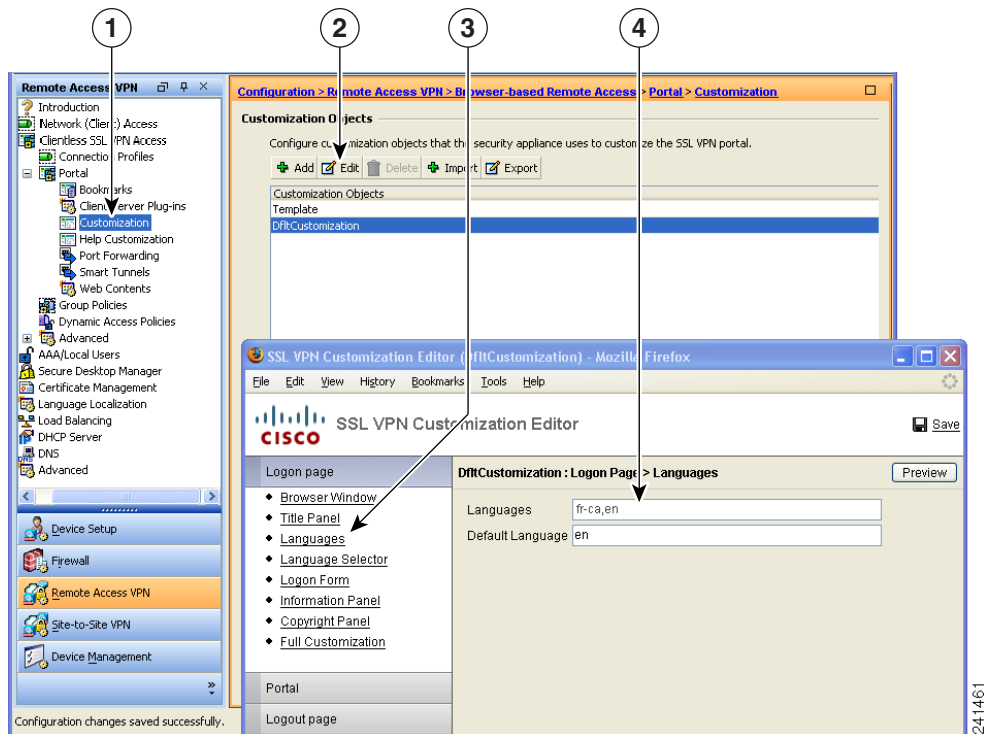 1
2
3
4
Remote Access VPN
Introduction
Network (Client) Access
Clientless SSL VPN Access
Connection Profiles
Portal
Bookmarks
Client-Server Plug-ins
Customization
Help Customization
Port Forwarding
Smart Tunnels
Web Contents
Group Policies
Dynamic Access Policies
Advanced
AAA/Local Users
Secure Desktop Manager
Certificate Management
Language Localization
Load Balancing
DHCP Server
DNS
DNS
Advanced
Device Setup
Firewall
Remote Access VPN
Site-to-Site VPN
Device Management
»
Configuration changes saved successfully.
Configuration > Remote Access VPN > Browser-based Remote Access > Portal > Customization
Customization Objects
Configure customization objects that the security appliance uses to customize the SSL VPN portal.
Add Edit Delete Import Export
Customization Objects
Template
DfltCustomization
SSL VPN Customization Editor (DfltCustomization) - Mozilla Firefox
File Edit View History Bookmarks Tools Help
CISCO
SSL VPN Customization Editor
Save
Logon page
Browser Window
Title Panel
Languages
Language Selector
Logon Form
Information Panel
Copyright Panel
Full Customization
Portal
Logout page
DfltCustomization : Logon Page > Languages
Preview
Languages fr-ca,en
Default Language en
241461